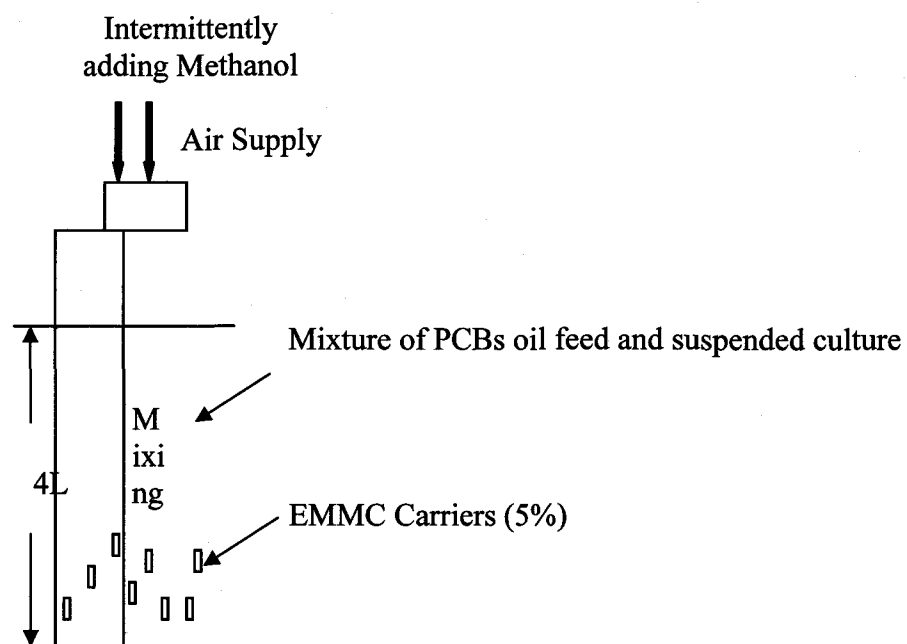 Intermittently
adding Methanol
Air Supply
Mixture of PCBs oil feed and suspended culture
M
ixi
ng
4L
EMMC Carriers (5%)